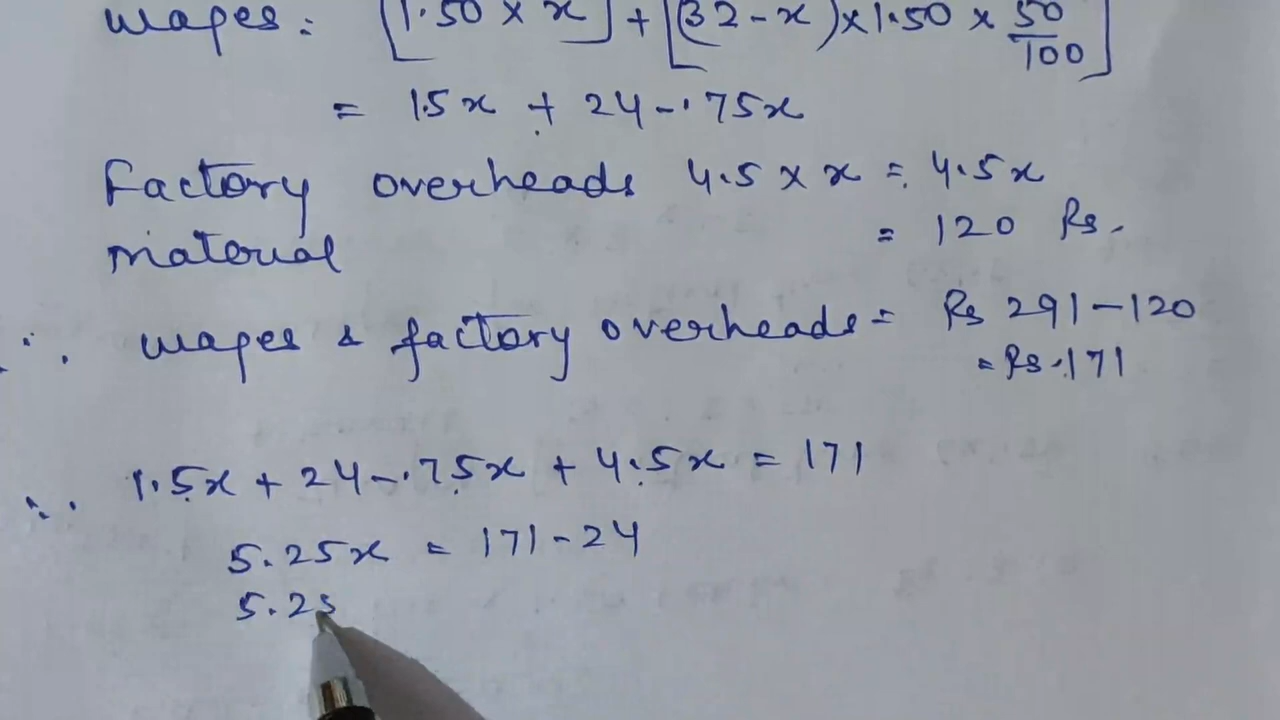 Wages: [1.50 × x] + [(32 - x) × 1.50 × 50/100]
= 1.5x + 24 - .75x
Factory overheads 4.5 × x = 4.5x
material = 120 Rs.
∴ wages & factory overheads = Rs 291 - 120
= Rs. 171
∴ 1.5x + 24 - .75x + 4.5x = 171
5.25x = 171 - 24
5.25